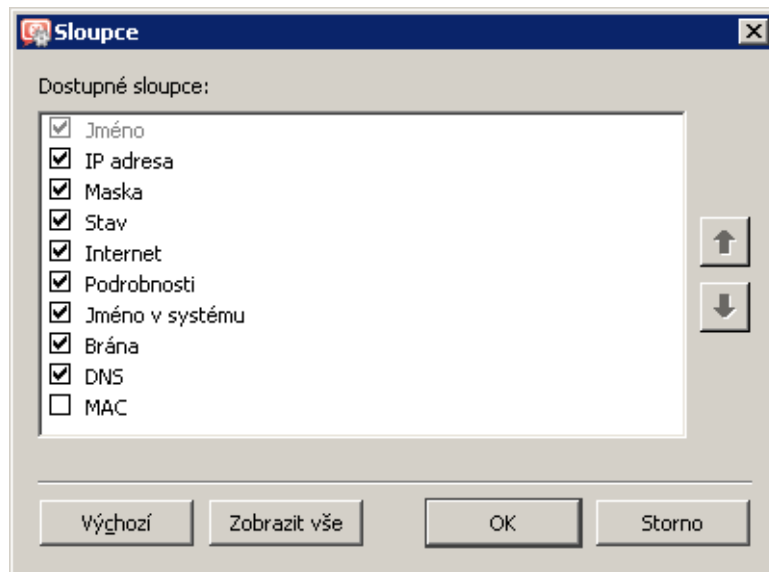 Sloupce
Dostupné sloupce:
Jméno
IP adresa
Maska
Stav
Internet
Podrobnosti
Jméno v systému
Brána
DNS
MAC
Výchozí Zobrazit vše OK Storno